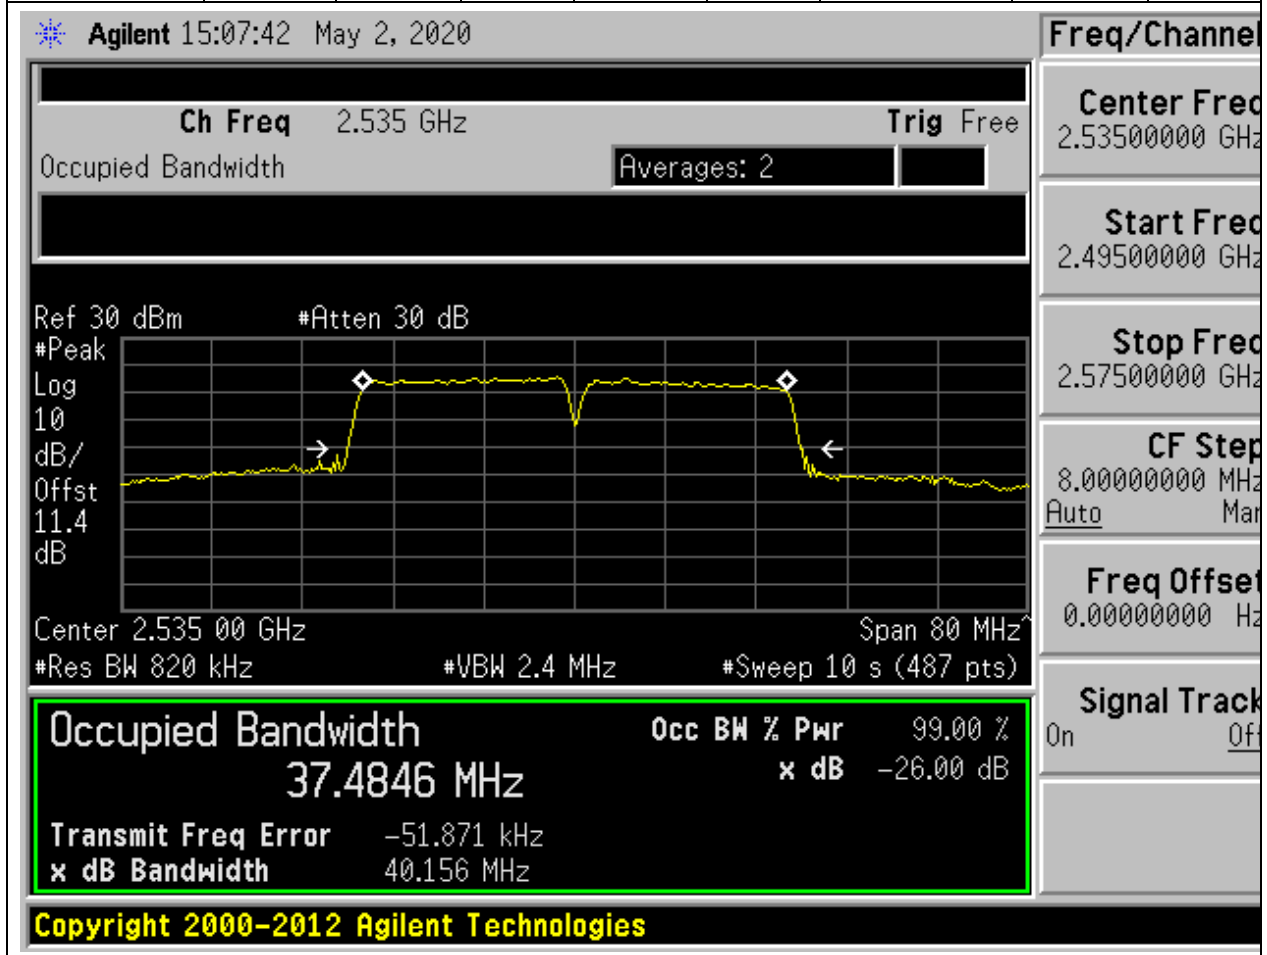 Agilent 15:07:42 May 2, 2020
Ch Freq 2.535 GHz Trig Free
Occupied Bandwidth Averages: 2
Ref 30 dBm #Atten 30 dB
#Peak
Log
10
dB/
Offst
11.4
dB
Center 2.535 00 GHz Span 80 MHz^
#Res BW 820 kHz #VBW 2.4 MHz #Sweep 10 s (487 pts)
Occupied Bandwidth Occ BW % Pwr 99.00 %
37.4846 MHz x dB -26.00 dB
Transmit Freq Error -51.871 kHz
x dB Bandwidth 40.156 MHz
Copyright 2000-2012 Agilent Technologies
Freq/Channel
Center Freq
2.53500000 GHz
Start Freq
2.49500000 GHz
Stop Freq
2.57500000 GHz
CF Step
8.00000000 MHz
Auto Man
Freq Offset
0.00000000 Hz
Signal Track
On Off